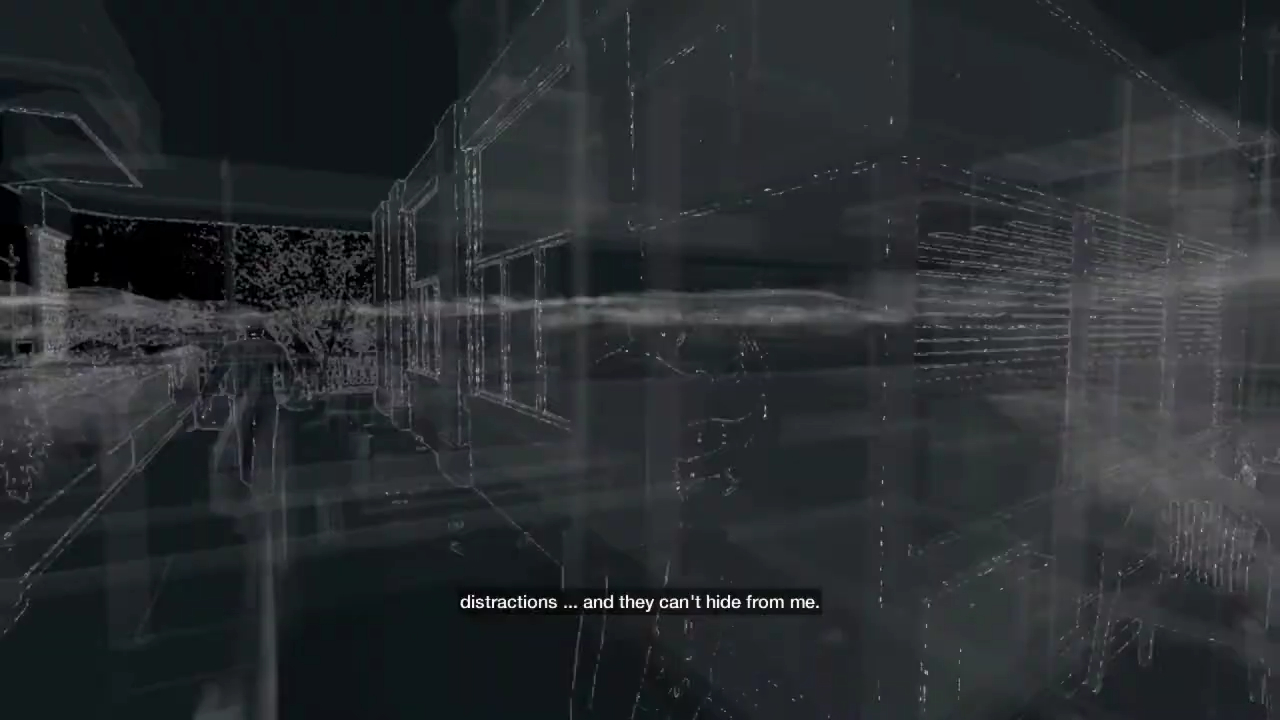 distractions ... and they can't hide from me.